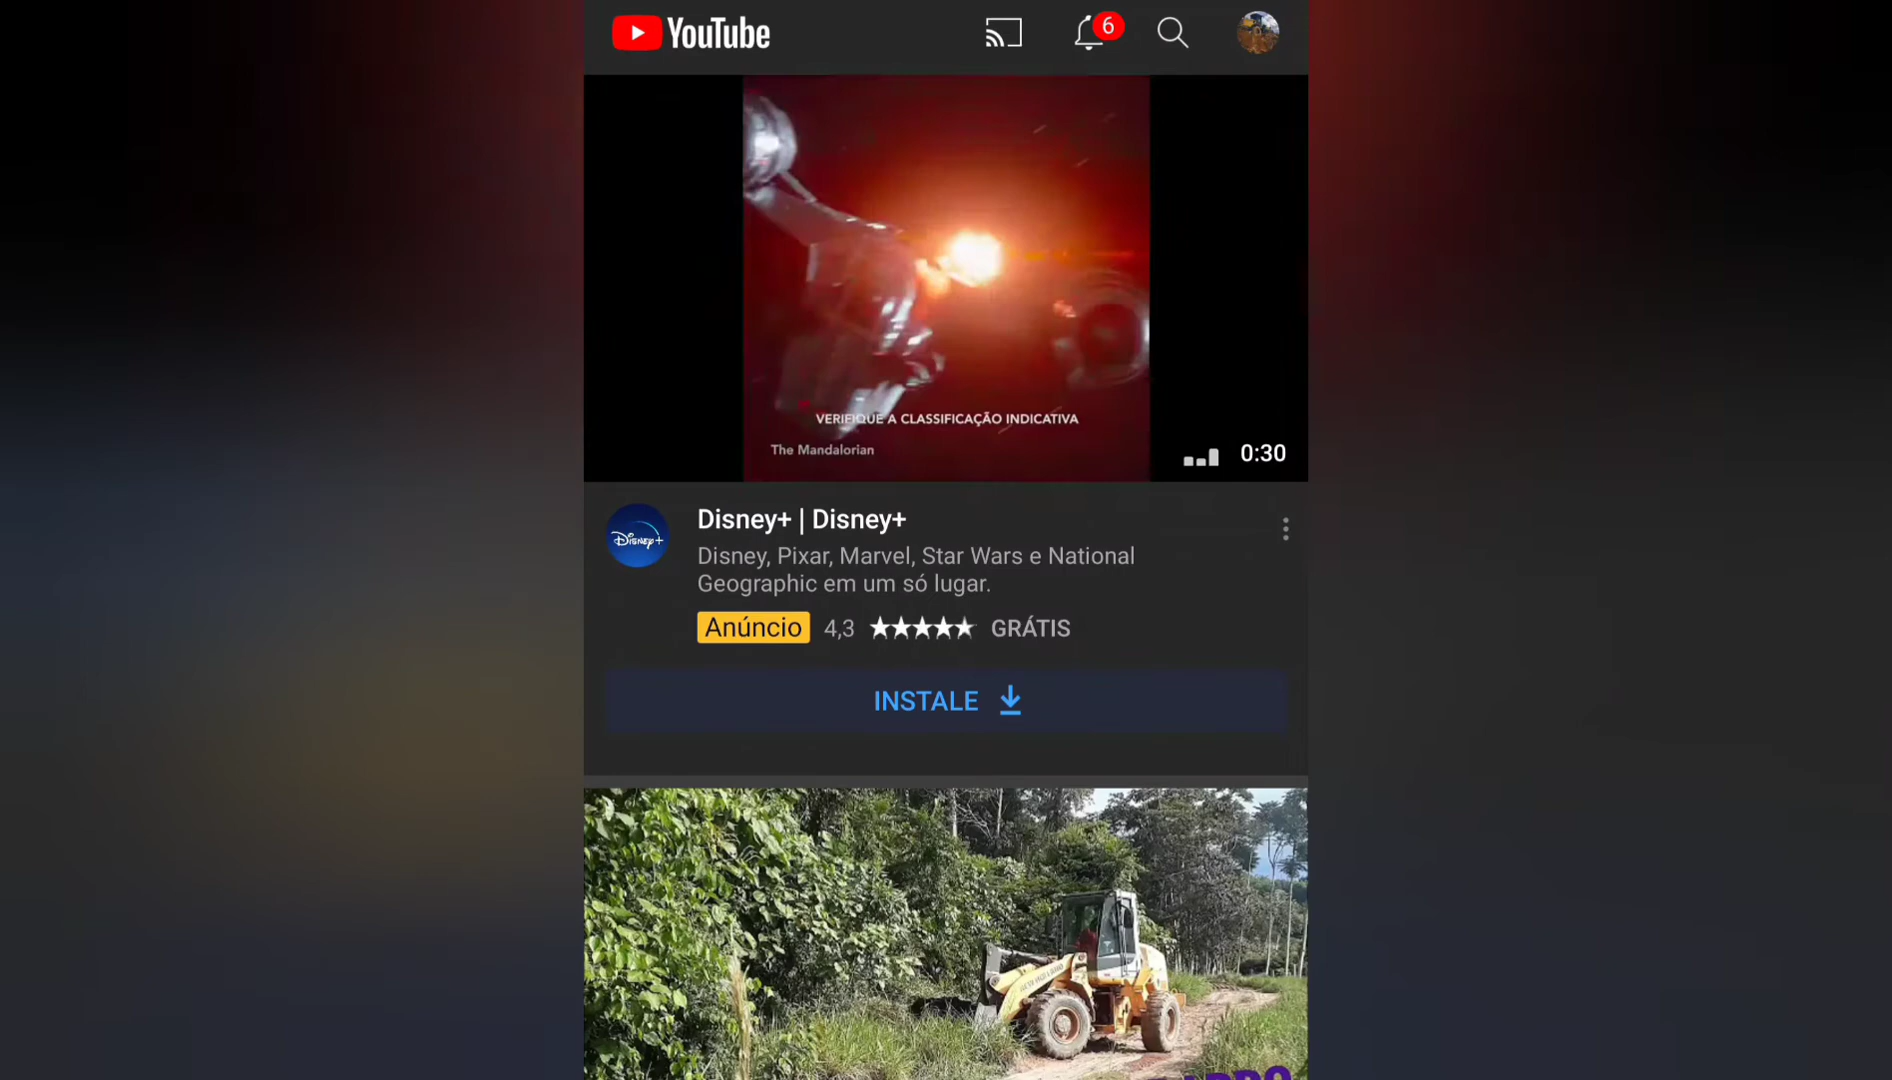 YouTube
6
VERIFIQUE A CLASSIFICAÇÃO INDICATIVA
The Mandalorian
0:30
Disney+
Disney+ | Disney+
Disney, Pixar, Marvel, Star Wars e National
Geographic em um só lugar.
Anúncio 4,3 GRÁTIS
INSTALE